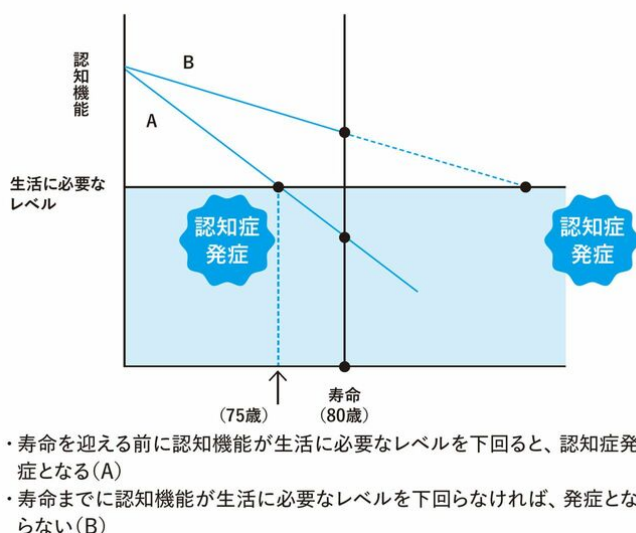 認知機能
B
A
生活に必要な
レベル
認知症
発症
認知症
発症
(75歳)
寿命
(80歳)
・寿命を迎える前に認知機能が生活に必要なレベルを下回ると、認知症発
症となる(A)
・寿命までに認知機能が生活に必要なレベルを下回らなければ、発症とな
らない(B)